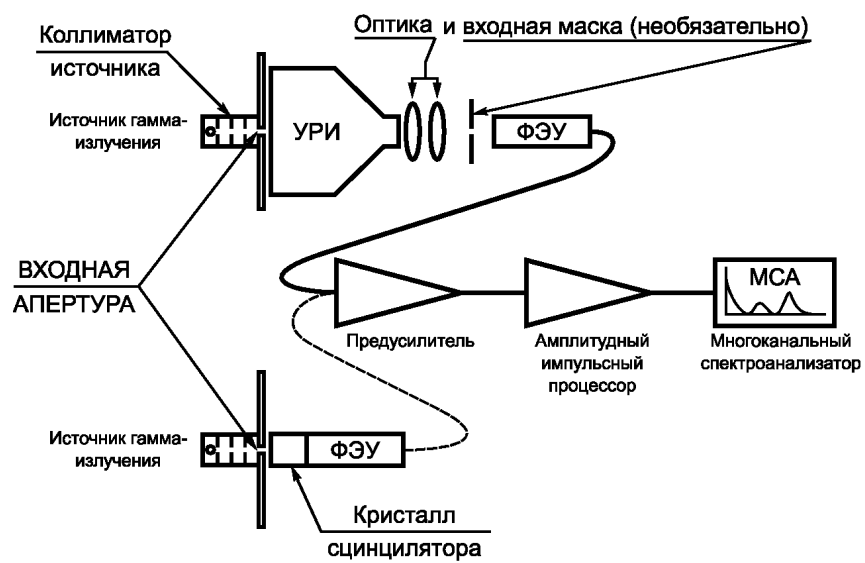 Коллиматор
источника
Оптика и входная маска (необязательно)
Источник гамма-
излучения
УРИ
ФЭУ
ВХОДНАЯ
АПЕРТУРА
МСА
Предусилитель
Амплитудный
импульсный
процессор
Многоканальный
спектроанализатор
Источник гамма-
излучения
ФЭУ
Кристалл
сцинцилятора